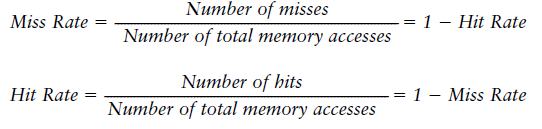 Miss Rate = Number of misses / Number of total memory accesses = 1 − Hit Rate
Hit Rate = Number of hits / Number of total memory accesses = 1 − Miss Rate